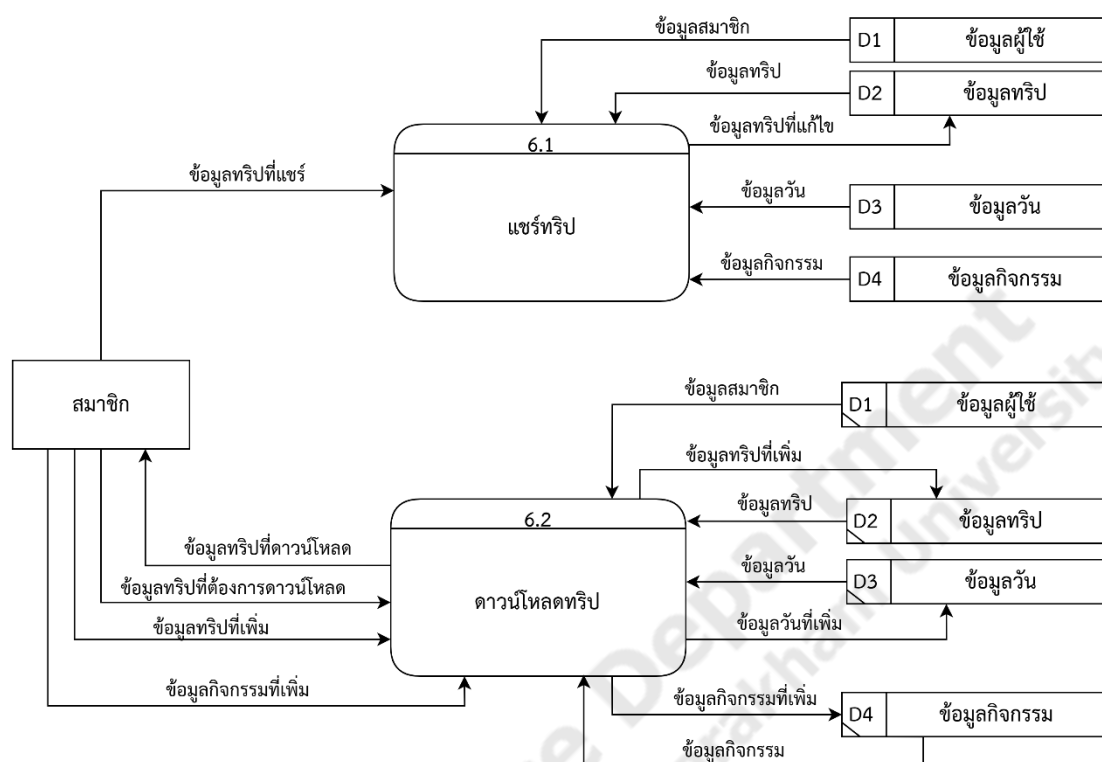 ข้อมูลสมาชิก
D1 ข้อมูลผู้ใช้
ข้อมูลทริป
D2 ข้อมูลทริป
ข้อมูลทริปที่แก้ไข
6.1
ข้อมูลทริปที่แชร์
แชร์ทริป
ข้อมูลวัน
D3 ข้อมูลวัน
ข้อมูลกิจกรรม
D4 ข้อมูลกิจกรรม
สมาชิก
ข้อมูลสมาชิก
D1 ข้อมูลผู้ใช้
ข้อมูลทริปที่เพิ่ม
6.2
ข้อมูลทริป
D2 ข้อมูลทริป
ข้อมูลทริปที่ดาวน์โหลด
ข้อมูลวัน
D3 ข้อมูลวัน
ข้อมูลทริปที่ต้องการดาวน์โหลด
ดาวน์โหลดทริป
ข้อมูลทริปที่เพิ่ม
ข้อมูลวันที่เพิ่ม
ข้อมูลกิจกรรมที่เพิ่ม
ข้อมูลกิจกรรมที่เพิ่ม
D4 ข้อมูลกิจกรรม
ข้อมูลกิจกรรม
Department
University